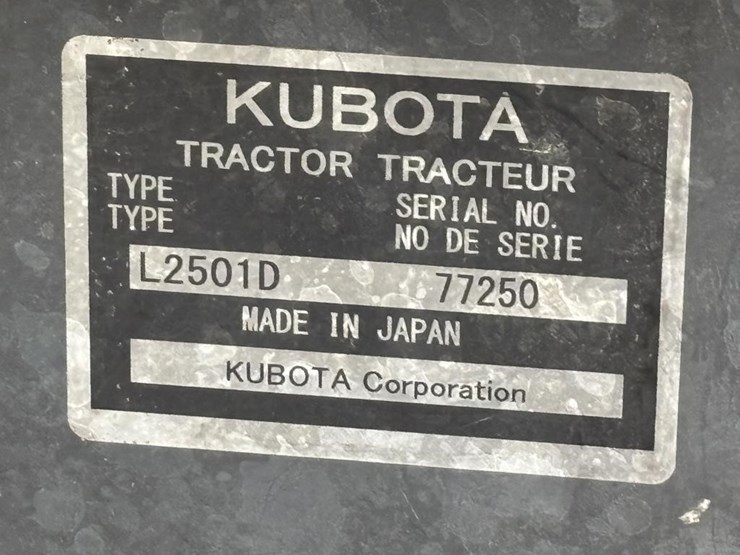 KUBOTA
TRACTOR TRACTEUR
TYPE SERIAL NO.
TYPE NO DE SERIE
L2501D 77250
MADE IN JAPAN
KUBOTA Corporation